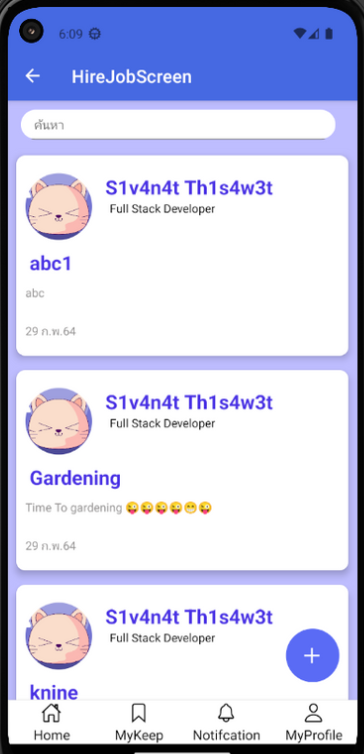 6:09
HireJobScreen
ค้นหา
S1v4n4t Th1s4w3t
Full Stack Developer
abc1
abc
29 ก.พ.64
S1v4n4t Th1s4w3t
Full Stack Developer
Gardening
Time To gardening 😜😜😜😜😁😜
29 ก.พ.64
S1v4n4t Th1s4w3t
Full Stack Developer
knine
Home MyKeep Notifcation MyProfile